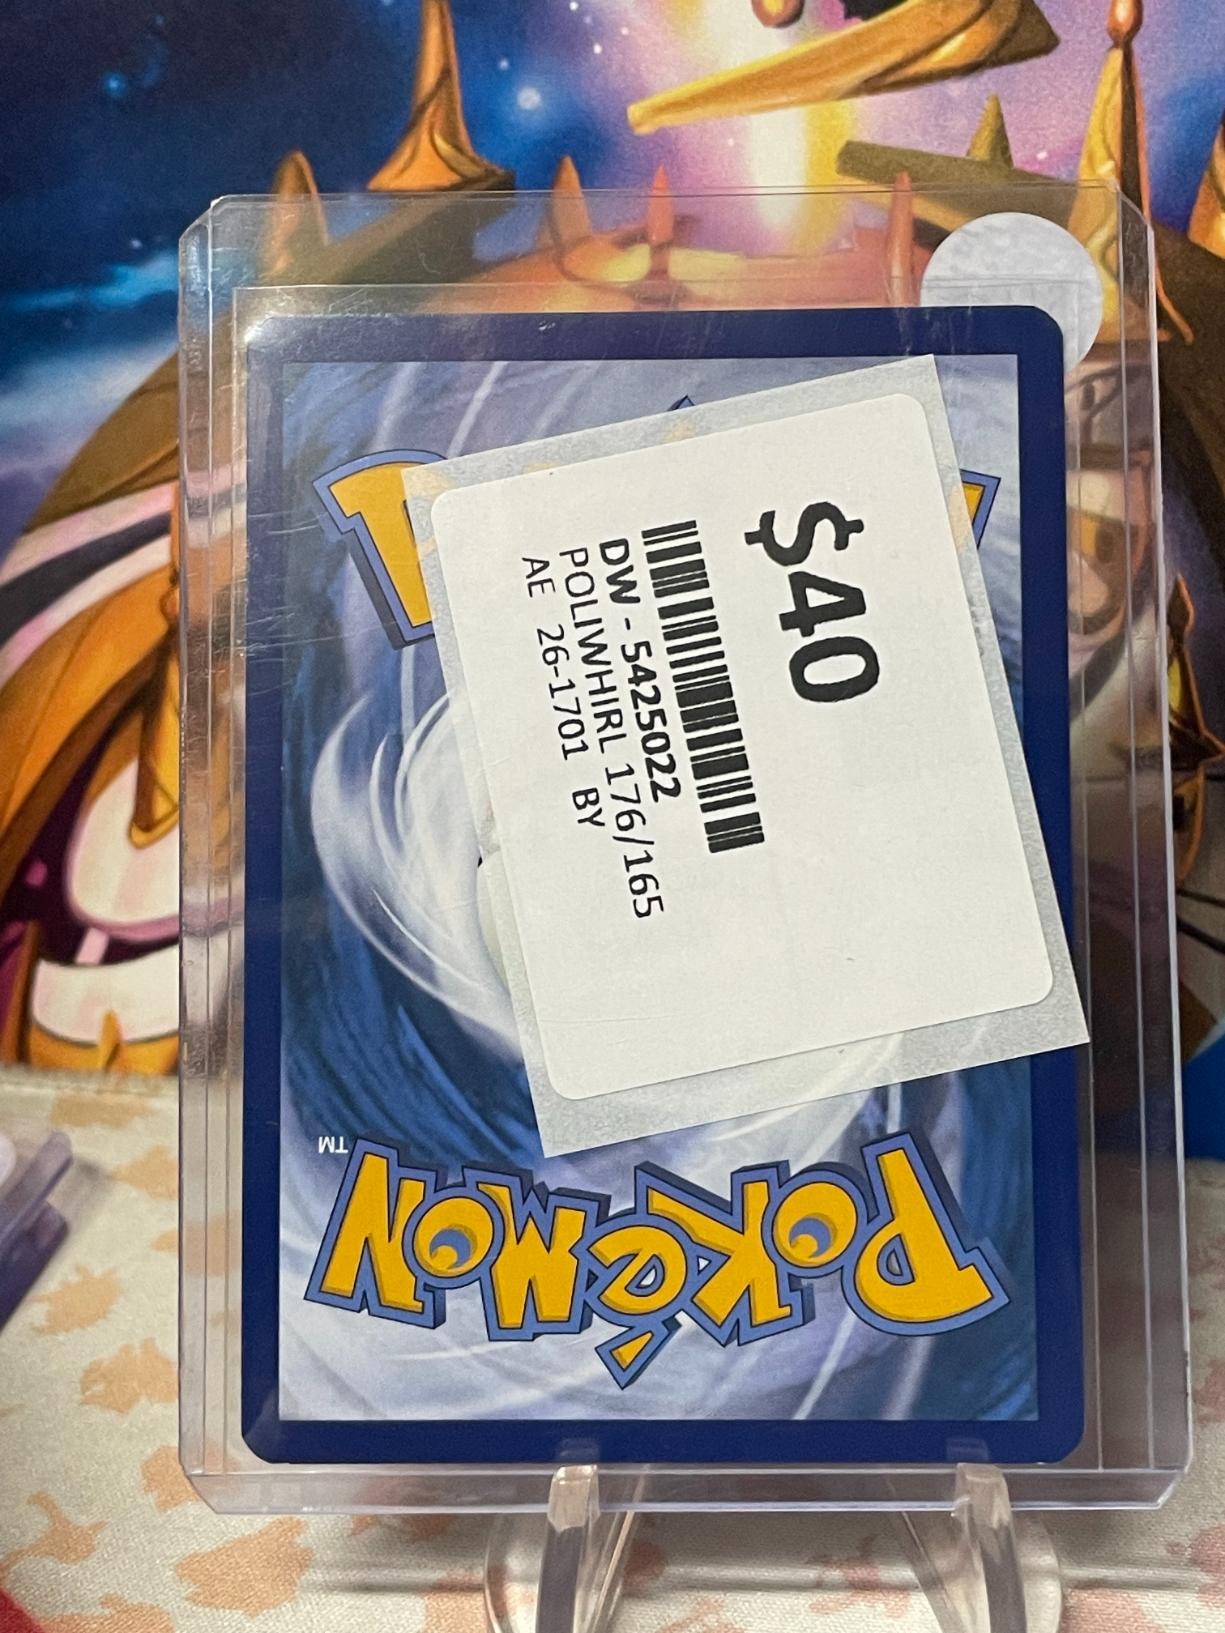 $40
DW - 5425022
POLIWHIRL 176/165
AE 26-1701 BY
POKéMON
TM